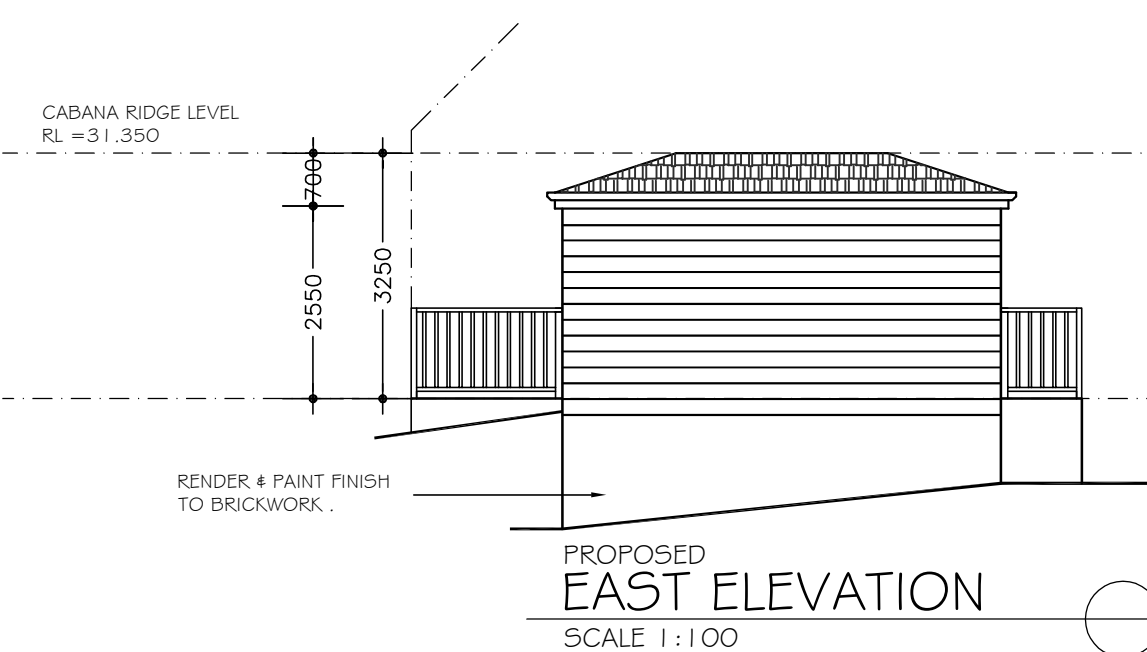 CABANA RIDGE LEVEL
RL =31.350
700
2550
3250
RENDER & PAINT FINISH
TO BRICKWORK .
PROPOSED
EAST ELEVATION
SCALE 1:100